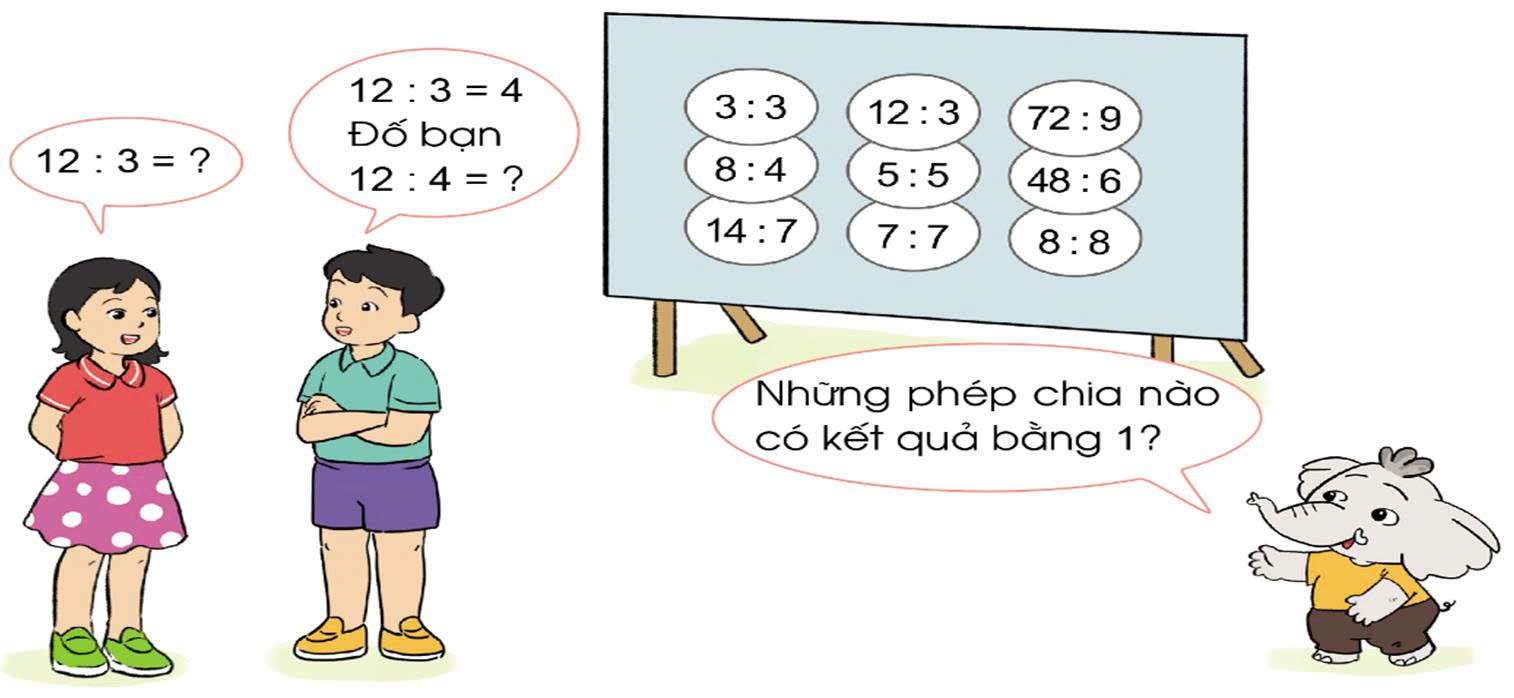 12 : 3 = ?
12 : 3 = 4
Đố bạn
12 : 4 = ?
3 : 3
12 : 3
72 : 9
8 : 4
5 : 5
48 : 6
14 : 7
7 : 7
8 : 8
Những phép chia nào
có kết quả bằng 1?